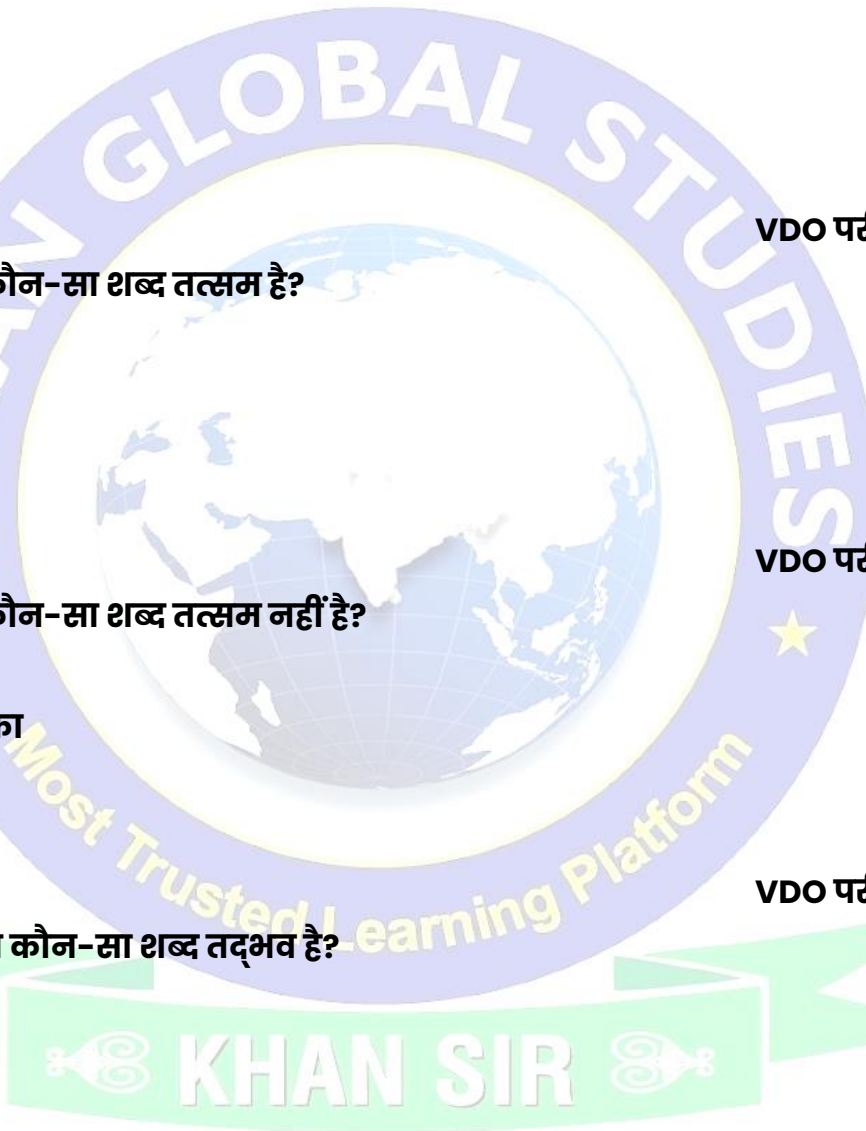 KHAN GLOBAL STUDIES
VDO
कौन-सा शब्द तत्सम है?
VDO
कौन-सा शब्द तत्सम नहीं है?
VDO
कौन-सा शब्द तद्भव है?
Most Trusted Learning Platform
KHAN SIR